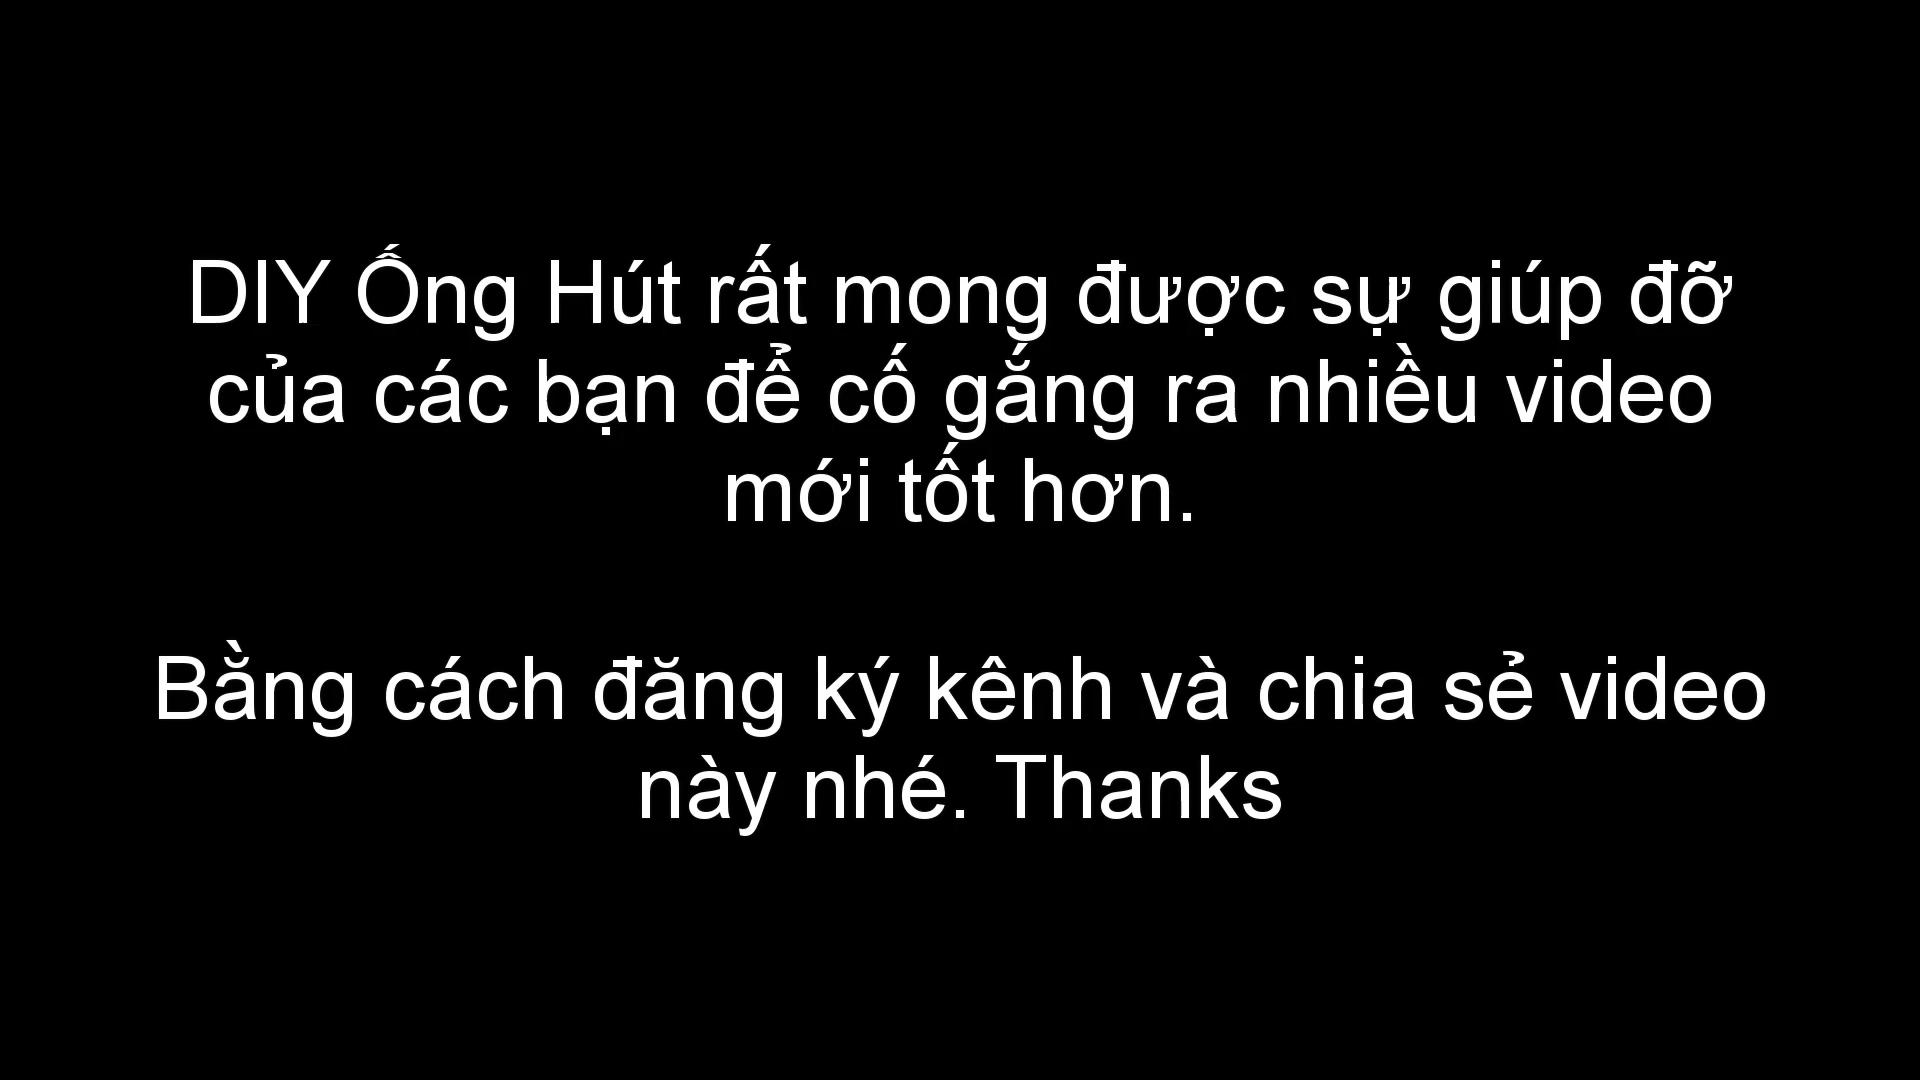 DIY Ống Hút rất mong được sự giúp đỡ
của các bạn để cố gắng ra nhiều video
mới tốt hơn.
Bằng cách đăng ký kênh và chia sẻ video
này nhé. Thanks